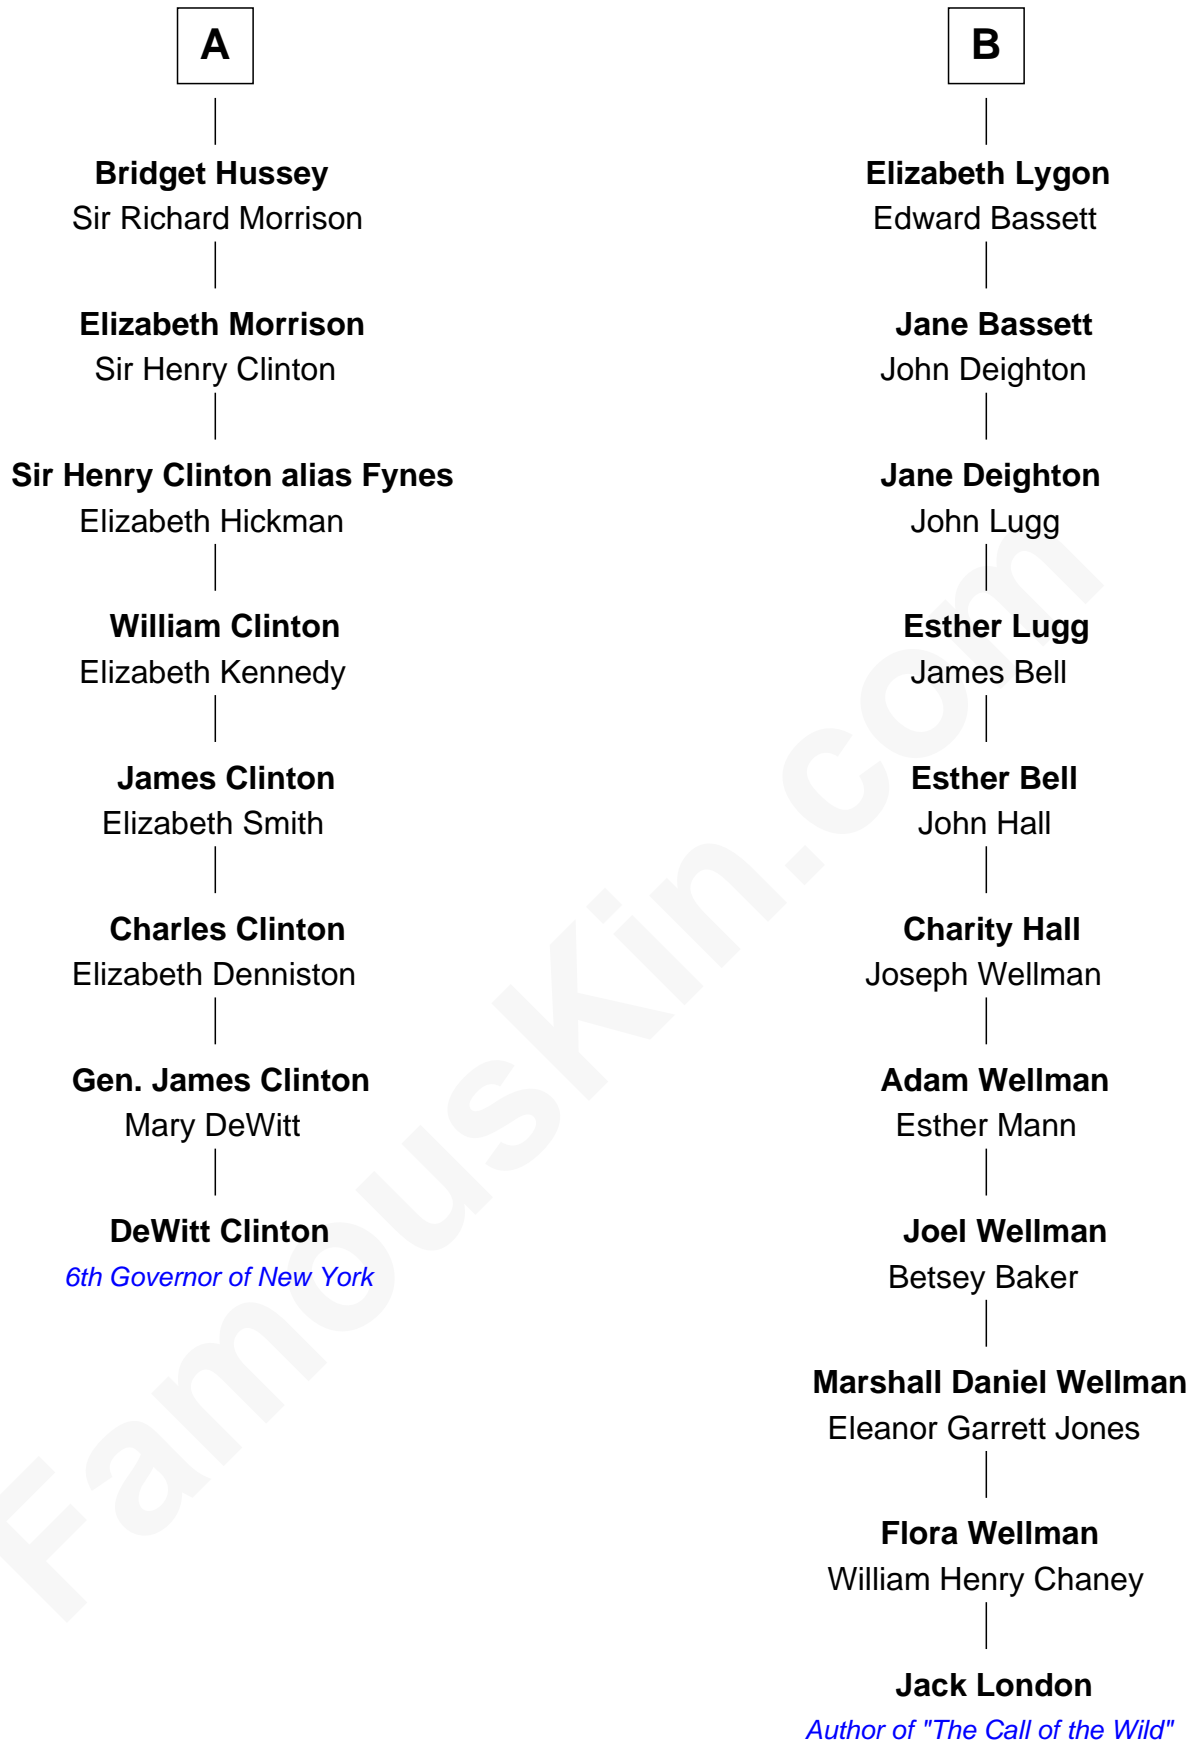 A
Bridget Hussey
Sir Richard Morrison
Elizabeth Morrison
Sir Henry Clinton
Sir Henry Clinton alias Fynes
Elizabeth Hickman
William Clinton
Elizabeth Kennedy
James Clinton
Elizabeth Smith
Charles Clinton
Elizabeth Denniston
Gen. James Clinton
Mary DeWitt
DeWitt Clinton
6th Governor of New York
B
Elizabeth Lygon
Edward Bassett
Jane Bassett
John Deighton
Jane Deighton
John Lugg
Esther Lugg
James Bell
Esther Bell
John Hall
Charity Hall
Joseph Wellman
Adam Wellman
Esther Mann
Joel Wellman
Betsey Baker
Marshall Daniel Wellman
Eleanor Garrett Jones
Flora Wellman
William Henry Chaney
Jack London
Author of "The Call of the Wild"
FamousKin.com